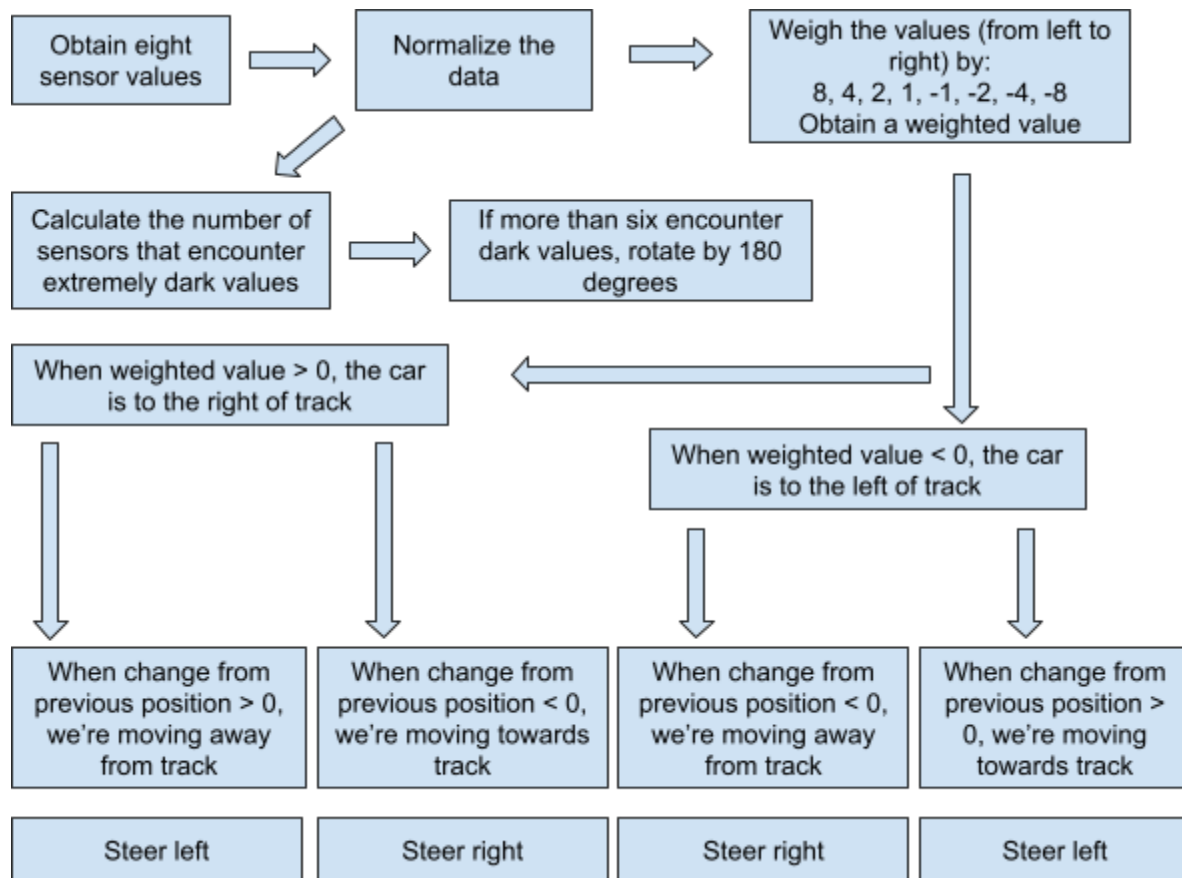 Obtain eight
sensor values
Normalize the
data
Weigh the values (from left to
right) by:
8, 4, 2, 1, -1, -2, -4, -8
Obtain a weighted value
Calculate the number of
sensors that encounter
extremely dark values
If more than six encounter
dark values, rotate by 180
degrees
When weighted value > 0, the car
is to the right of track
When weighted value < 0, the car
is to the left of track
When change from
previous position > 0,
we're moving away
from track
When change from
previous position < 0,
we're moving towards
track
When change from
previous position < 0,
we're moving away
from track
When change from
previous position >
0, we're moving
towards track
Steer left
Steer right
Steer right
Steer left